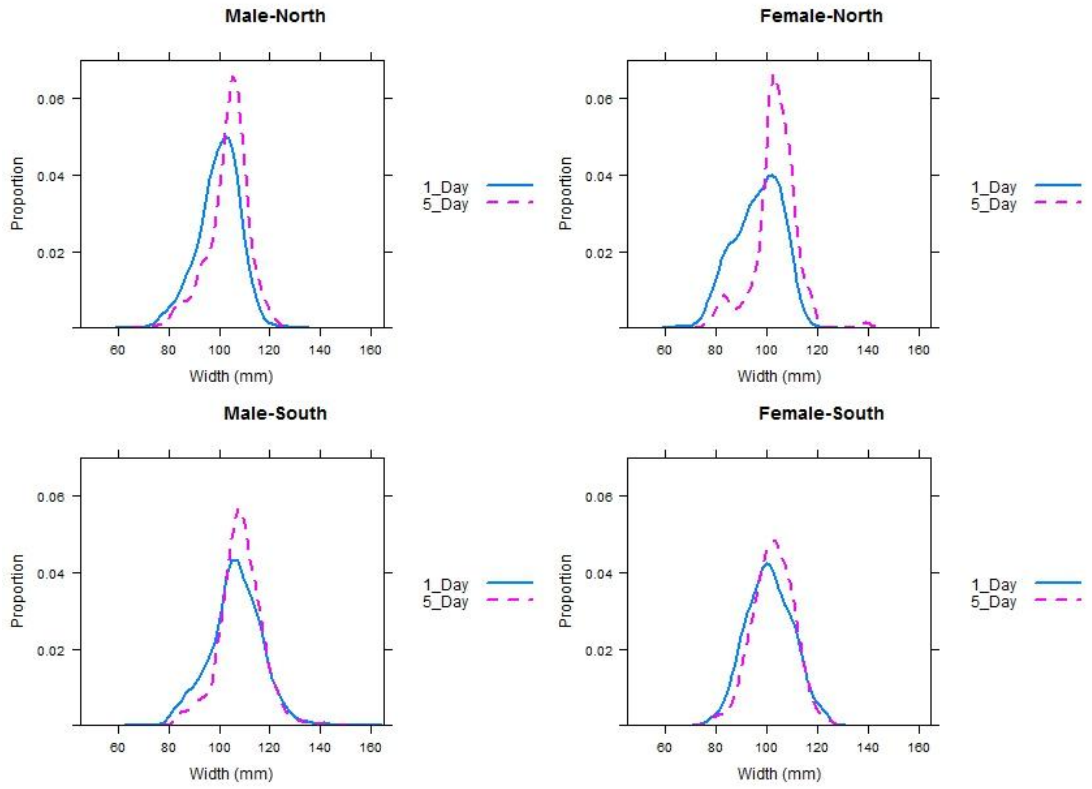 Male-North
Proportion
0.06
0.04
0.02
60 80 100 120 140 160
Width (mm)
1_Day
5_Day
Female-North
Proportion
0.06
0.04
0.02
60 80 100 120 140 160
Width (mm)
1_Day
5_Day
Male-South
Proportion
0.06
0.04
0.02
60 80 100 120 140 160
Width (mm)
1_Day
5_Day
Female-South
Proportion
0.06
0.04
0.02
60 80 100 120 140 160
Width (mm)
1_Day
5_Day